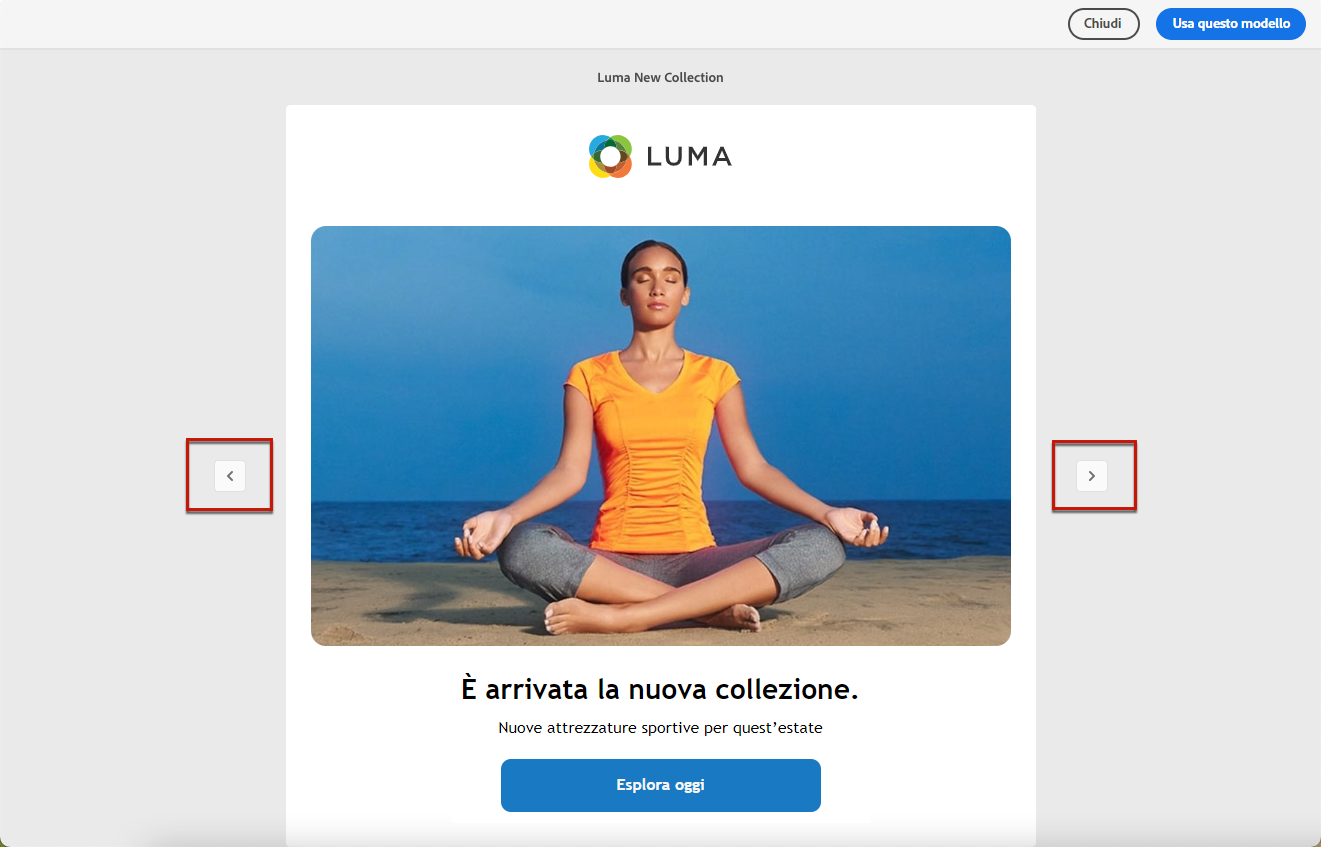 Chiudi
Usa questo modello
Luma New Collection
LUMA
È arrivata la nuova collezione.
Nuove attrezzature sportive per quest’estate
Esplora oggi